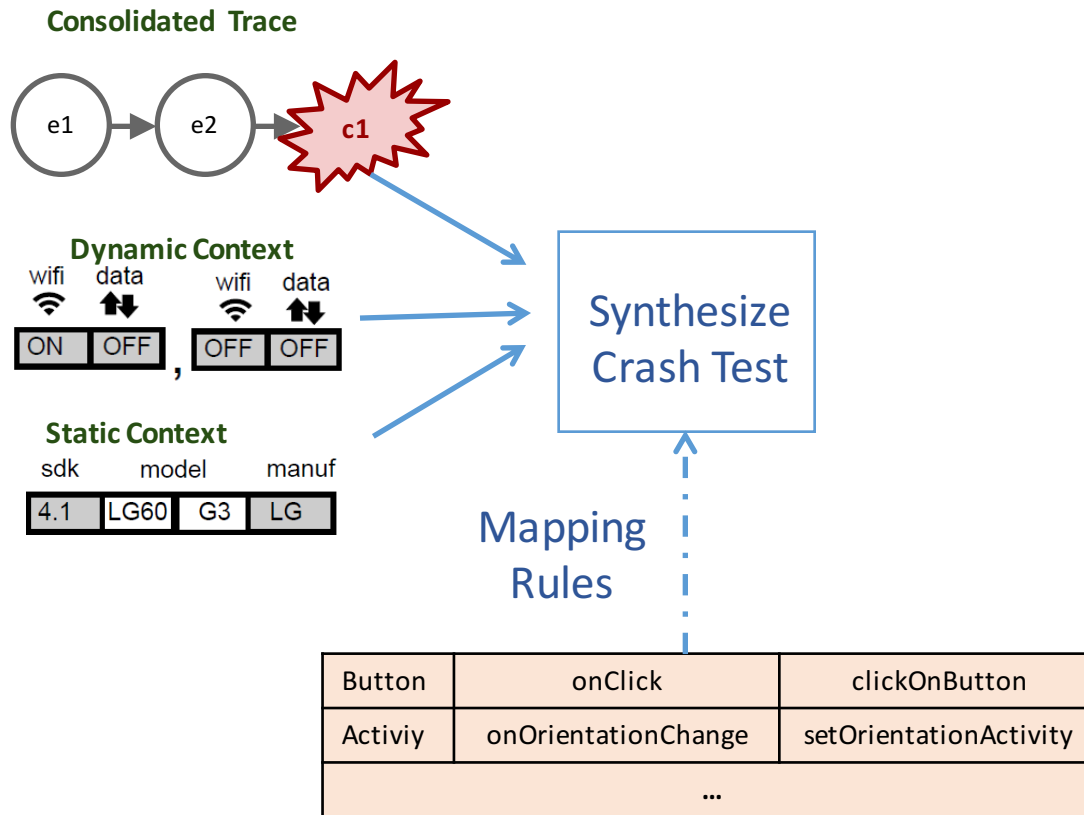 Consolidated Trace
e1
e2
c1
Dynamic Context
wifi data
wifi data
ON OFF , OFF OFF
Static Context
sdk model manuf
4.1 LG60 G3 LG
Synthesize
Crash Test
Mapping
Rules
Button onClick clickOnButton
Activiy onOrientationChange setOrientationActivity
...